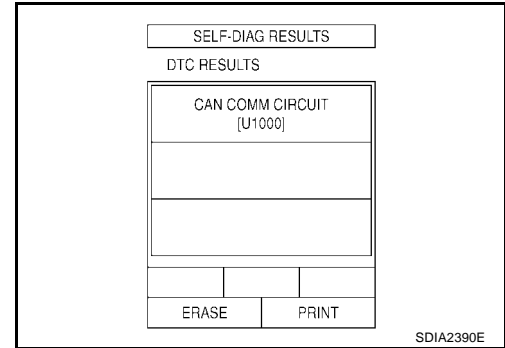 SELF-DIAG RESULTS
DTC RESULTS
CAN COMM CIRCUIT
[U1000]
ERASE PRINT
SDIA2390E